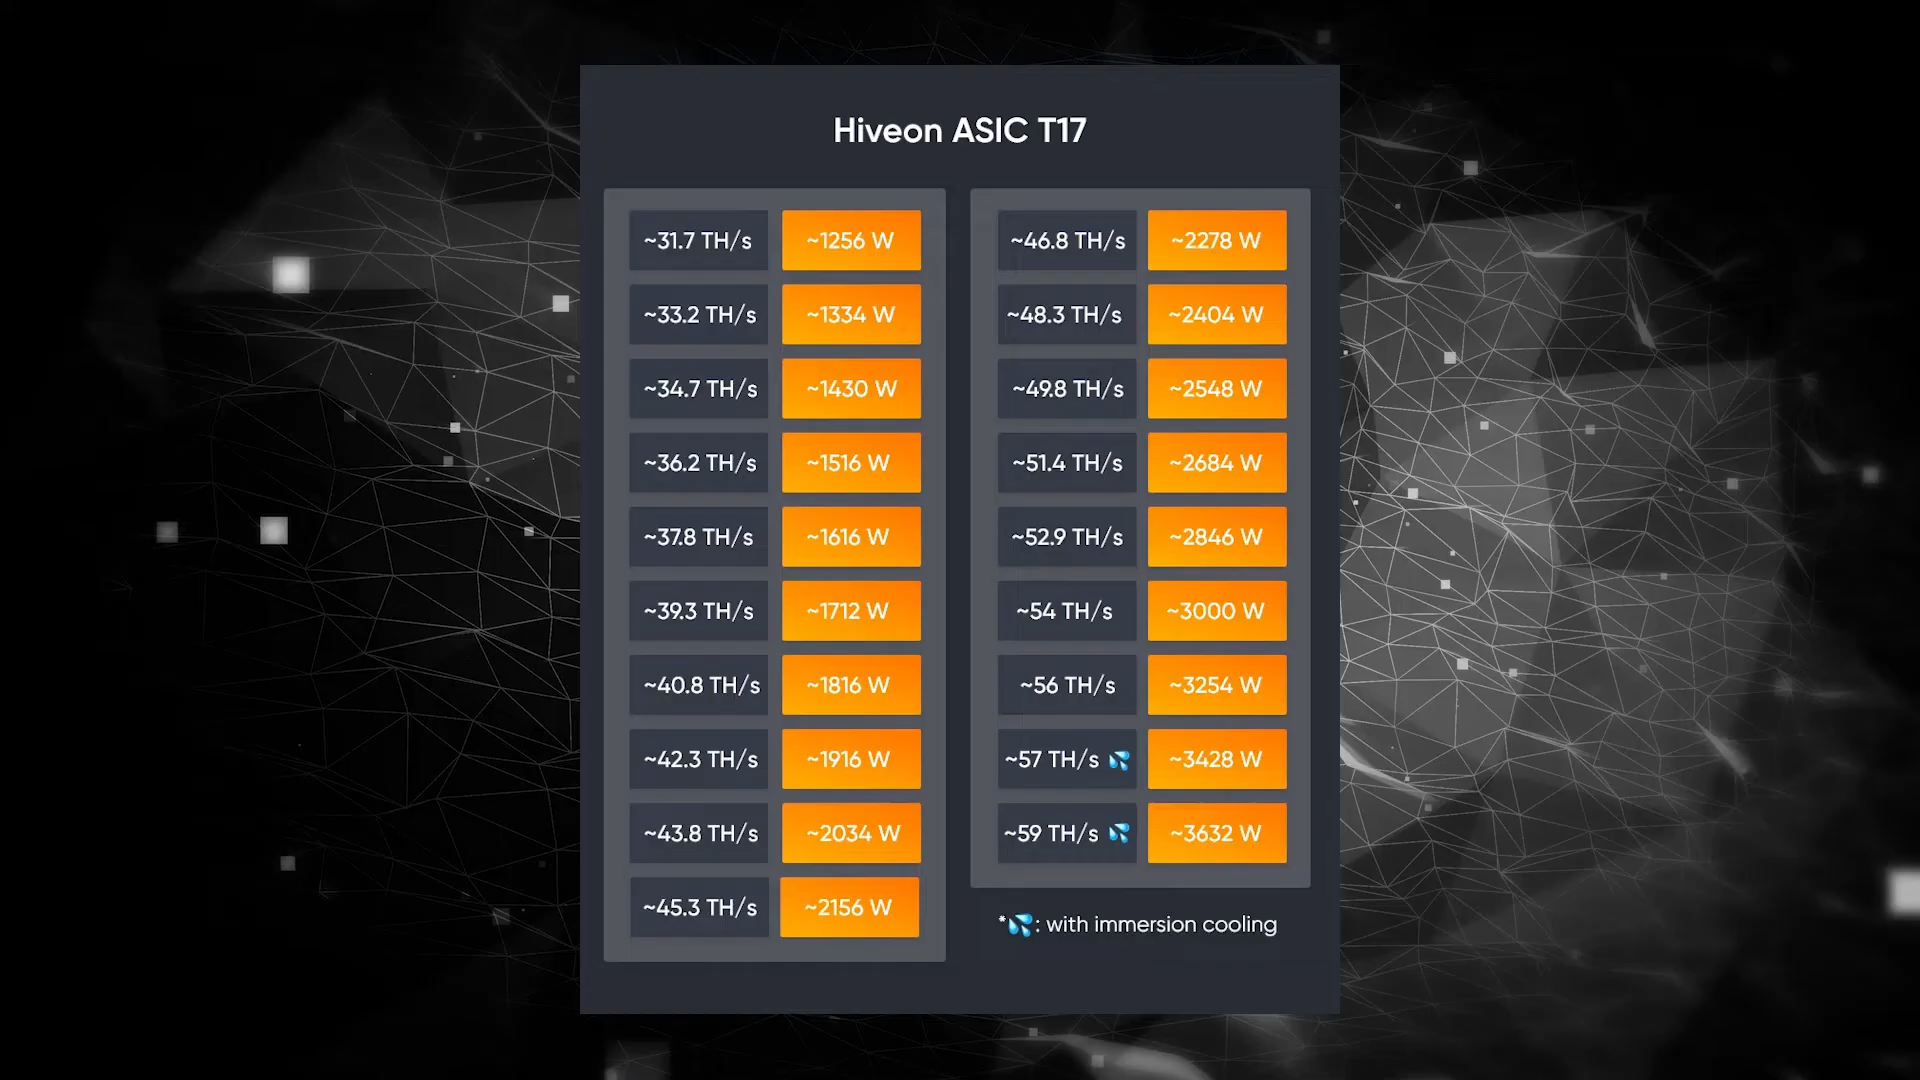 Hiveon ASIC T17
~31.7 TH/s ~1256 W
~33.2 TH/s ~1334 W
~34.7 TH/s ~1430 W
~36.2 TH/s ~1516 W
~37.8 TH/s ~1616 W
~39.3 TH/s ~1712 W
~40.8 TH/s ~1816 W
~42.3 TH/s ~1916 W
~43.8 TH/s ~2034 W
~45.3 TH/s ~2156 W
~46.8 TH/s ~2278 W
~48.3 TH/s ~2404 W
~49.8 TH/s ~2548 W
~51.4 TH/s ~2684 W
~52.9 TH/s ~2846 W
~54 TH/s ~3000 W
~56 TH/s ~3254 W
~57 TH/s 💦 ~3428 W
~59 TH/s 💦 ~3632 W
*💦: with immersion cooling